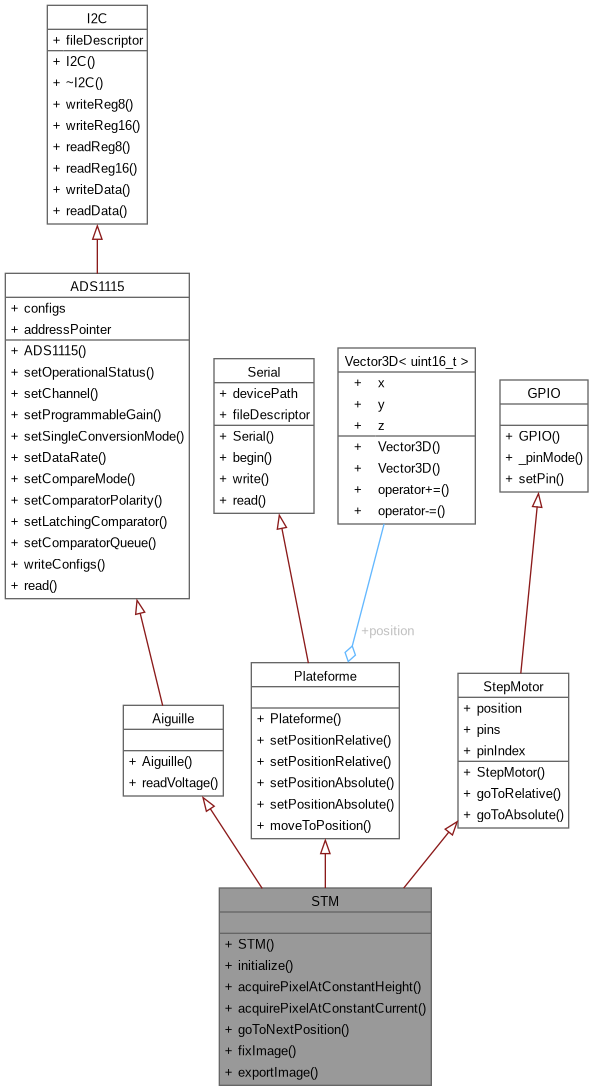 I2C
+ fileDescriptor
+ I2C()
+ ~I2C()
+ writeReg8()
+ writeReg16()
+ readReg8()
+ readReg16()
+ writeData()
+ readData()
ADS1115
+ configs
+ addressPointer
+ ADS1115()
+ setOperationalStatus()
+ setChannel()
+ setProgrammableGain()
+ setSingleConversionMode()
+ setDataRate()
+ setCompareMode()
+ setComparatorPolarity()
+ setLatchingComparator()
+ setComparatorQueue()
+ writeConfigs()
+ read()
Serial
+ devicePath
+ fileDescriptor
+ Serial()
+ begin()
+ write()
+ read()
Vector3D< uint16_t >
+ x
+ y
+ z
+ Vector3D()
+ Vector3D()
+ operator+=()
+ operator-=()
GPIO
+ GPIO()
+ _pinMode()
+ setPin()
+position
Aiguille
+ Aiguille()
+ readVoltage()
Plateforme
+ Plateforme()
+ setPositionRelative()
+ setPositionRelative()
+ setPositionAbsolute()
+ setPositionAbsolute()
+ moveToPosition()
StepMotor
+ position
+ pins
+ pinIndex
+ StepMotor()
+ goToRelative()
+ goToAbsolute()
STM
+ STM()
+ initialize()
+ acquirePixelAtConstantHeight()
+ acquirePixelAtConstantCurrent()
+ goToNextPosition()
+ fixImage()
+ exportImage()